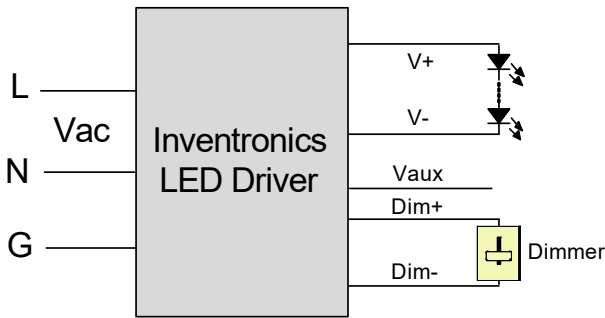 L
Vac
N
G
Inventronics
LED Driver
V+
V-
Vaux
Dim+
Dim-
Dimmer